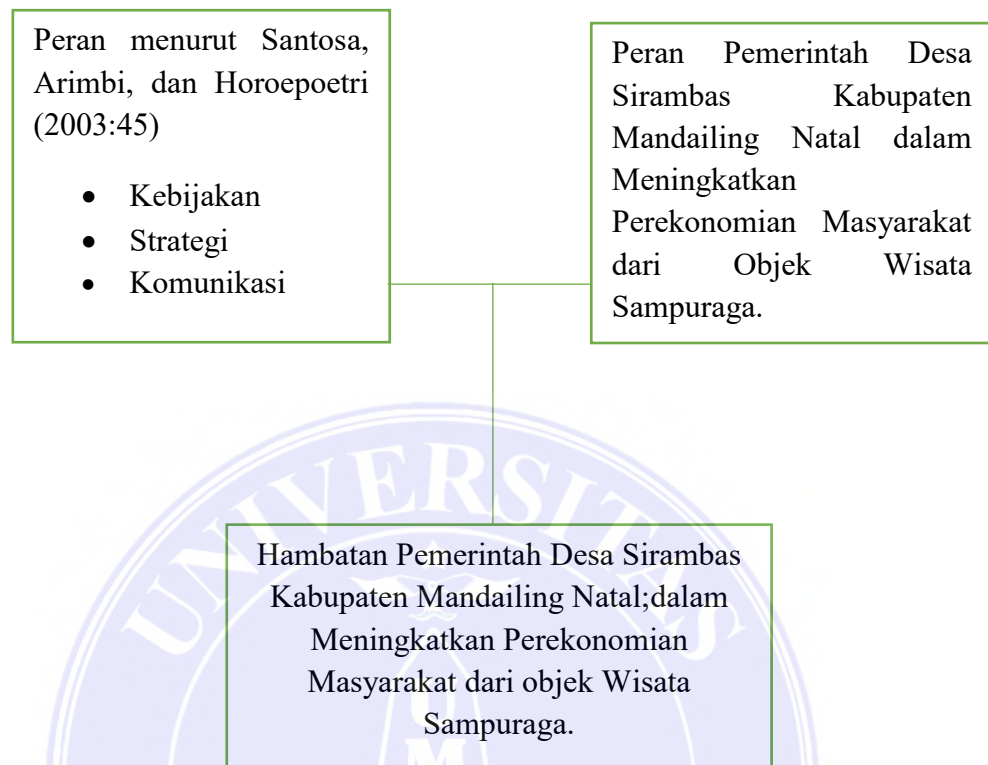 Peran menurut Santosa,
Arimbi, dan Horoepoetri
(2003:45)
• Kebijakan
• Strategi
• Komunikasi
Peran Pemerintah Desa
Sirambas Kabupaten
Mandailing Natal dalam
Meningkatkan
Perekonomian Masyarakat
dari Objek Wisata
Sampuraga.
UNIVERSITAS
Hambatan Pemerintah Desa Sirambas
Kabupaten Mandailing Natal;dalam
Meningkatkan Perekonomian
Masyarakat dari objek Wisata
Sampuraga.